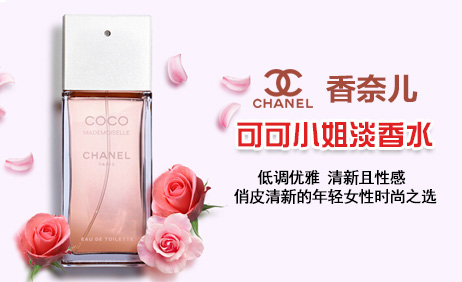 COCO
MADEMOISELLE
CHANEL
PARIS
EAU DE TOILETTE
CHANEL
香奈儿
可可小姐淡香水
低调优雅 清新且性感
俏皮清新的年轻女性时尚之选